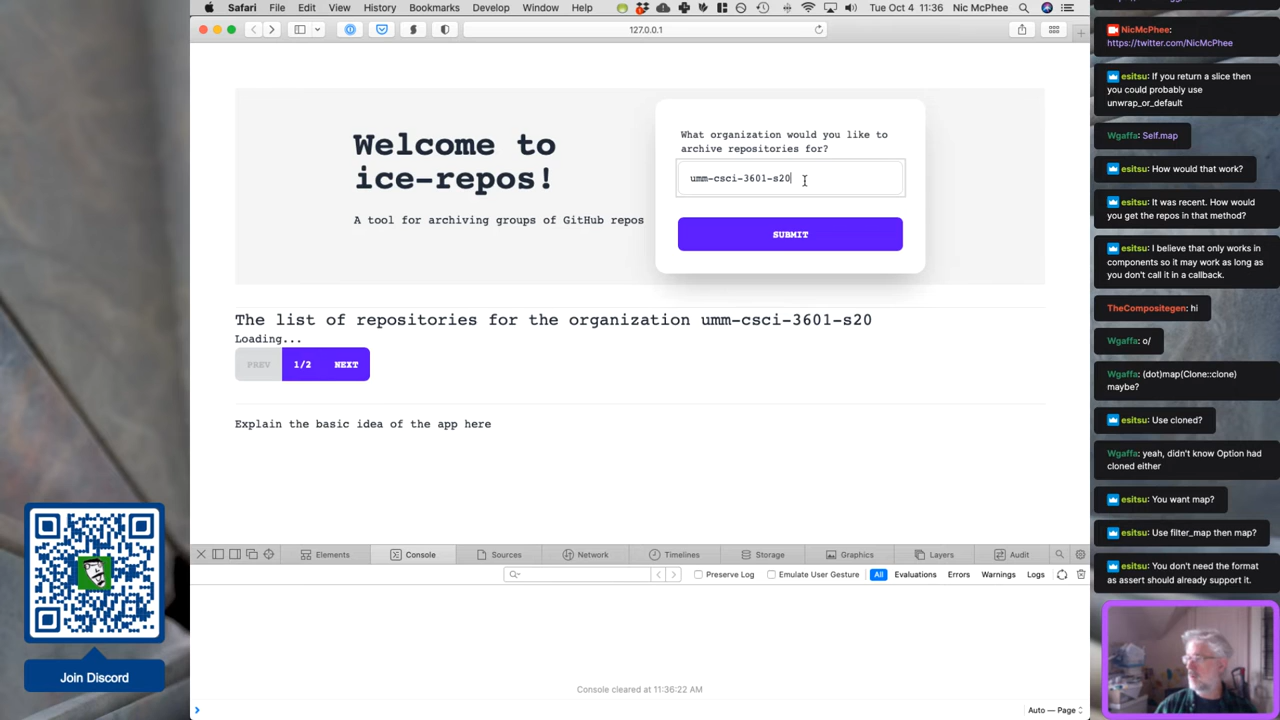 Safari File Edit View History Bookmarks Develop Window Help Tue Oct 4 11:36 Nic McPhee
127.0.0.1
Welcome to
ice-repos!
A tool for archiving groups of GitHub repos
What organization would you like to
archive repositories for?
umm-csci-3601-s20
SUBMIT
The list of repositories for the organization umm-csci-3601-s20
Loading...
PREV 1/2 NEXT
Explain the basic idea of the app here
Elements Console Sources Network Timelines Storage Graphics Layers Audit
Preserve Log Emulate User Gesture All Evaluations Errors Warnings Logs
Console cleared at 11:36:22 AM
Auto — Page
Join Discord
NicMcPhee:
https://twitter.com/NicMcPhee
esitsu: If you return a slice then
you could probably use
unwrap_or_default
Wgaffa: Self.map
esitsu: How would that work?
esitsu: It was recent. How would
you get the repos in that method?
esitsu: I believe that only works in
components so it may work as long as
you don't call it in a callback.
TheCompositegen: hi
Wgaffa: o/
Wgaffa: (dot)map(Clone::clone)
maybe?
esitsu: Use cloned?
Wgaffa: yeah, didn't know Option had
cloned either
esitsu: You want map?
esitsu: Use filter_map then map?
esitsu: You don't need the format
as assert should already support it.